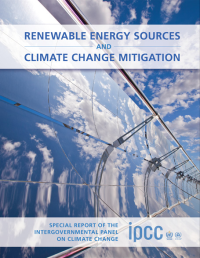 RENEWABLE ENERGY SOURCES
AND
CLIMATE CHANGE MITIGATION
SPECIAL REPORT OF THE
INTERGOVERNMENTAL PANEL
ON CLIMATE CHANGE
ipcc